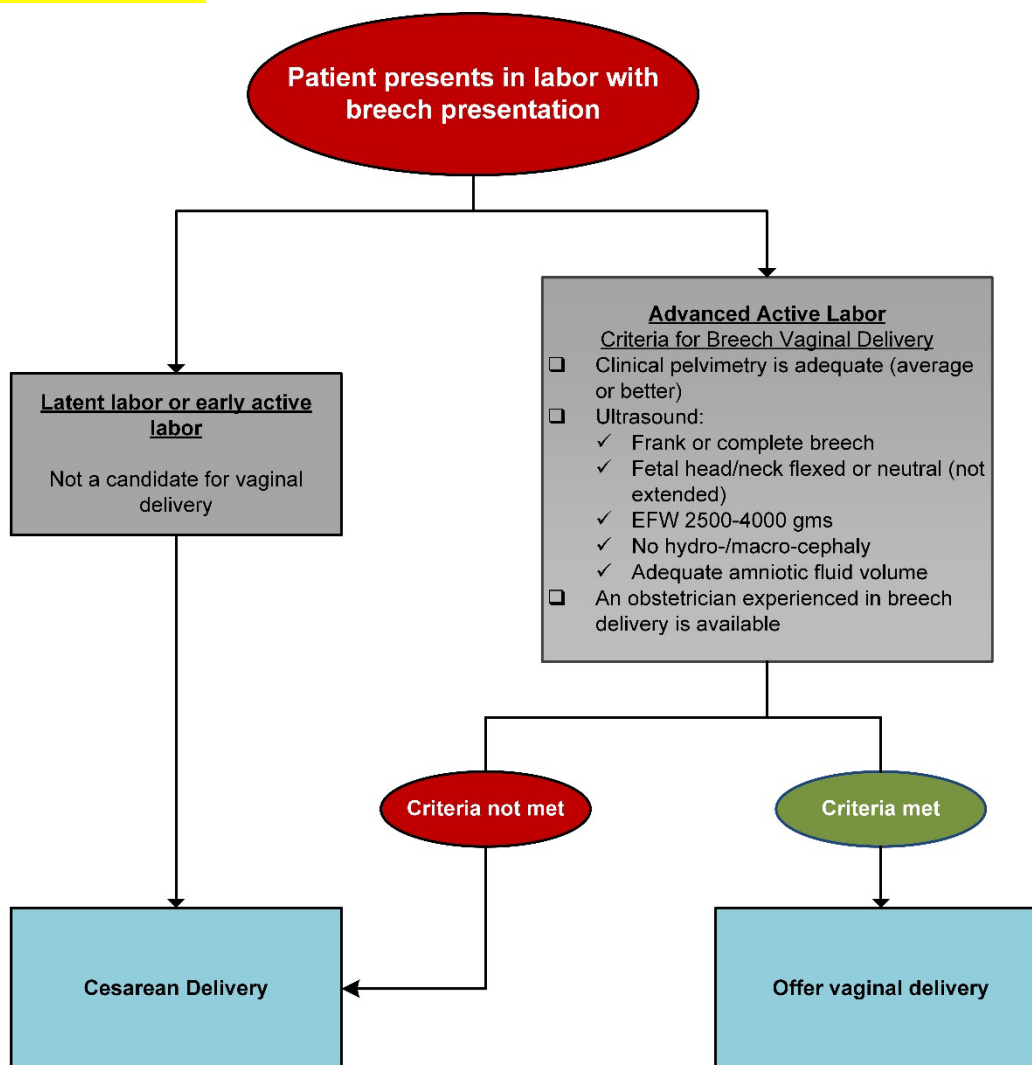 Patient presents in labor with
breech presentation
Latent labor or early active
labor
Not a candidate for vaginal
delivery
Advanced Active Labor
Criteria for Breech Vaginal Delivery
❑ Clinical pelvimetry is adequate (average
or better)
❑ Ultrasound:
✓ Frank or complete breech
✓ Fetal head/neck flexed or neutral (not
extended)
✓ EFW 2500-4000 gms
✓ No hydro-/macro-cephaly
✓ Adequate amniotic fluid volume
❑ An obstetrician experienced in breech
delivery is available
Criteria not met
Criteria met
Cesarean Delivery
Offer vaginal delivery